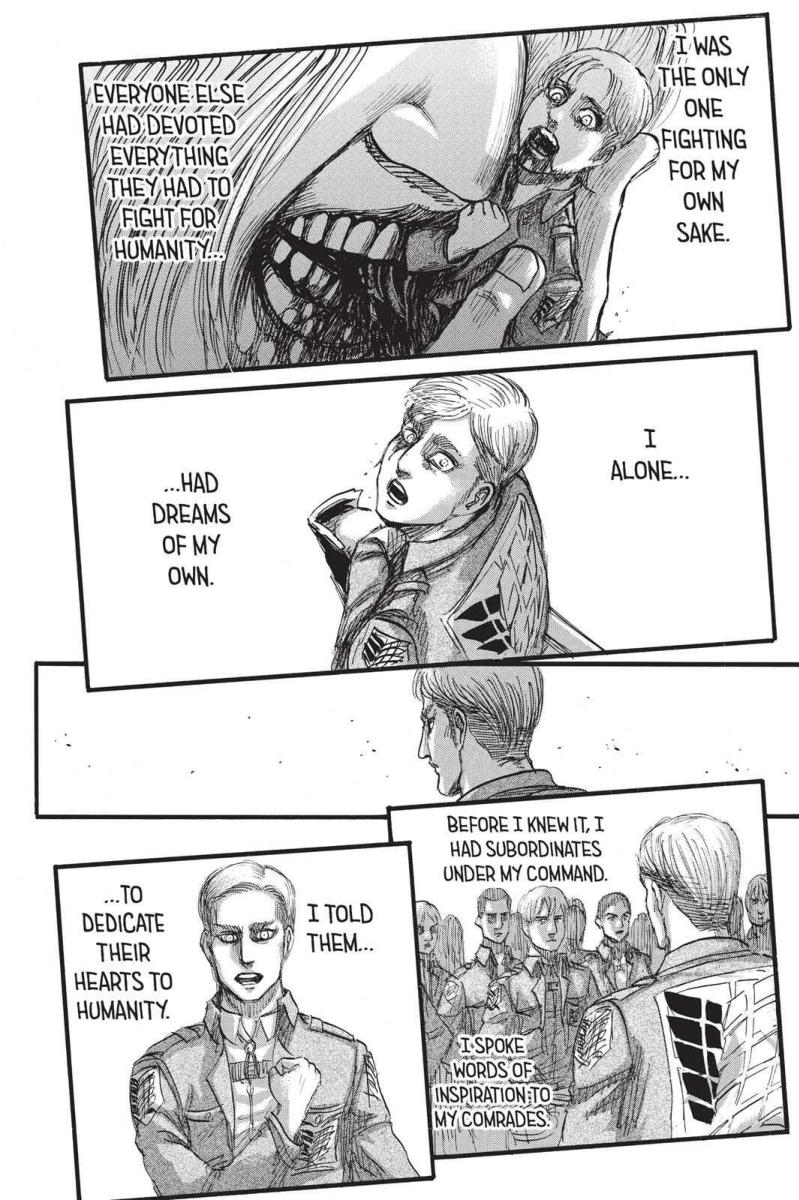 I WAS
THE ONLY
ONE
FIGHTING
FOR MY
OWN
SAKE.
EVERYONE ELSE
HAD DEVOTED
EVERYTHING
THEY HAD TO
FIGHT FOR
HUMANITY...
I
ALONE...
...HAD
DREAMS
OF MY
OWN.
BEFORE I KNEW IT, I
HAD SUBORDINATES
UNDER MY COMMAND.
I SPOKE
WORDS OF
INSPIRATION TO
MY COMRADES.
I TOLD
THEM...
...TO
DEDICATE
THEIR
HEARTS TO
HUMANITY.